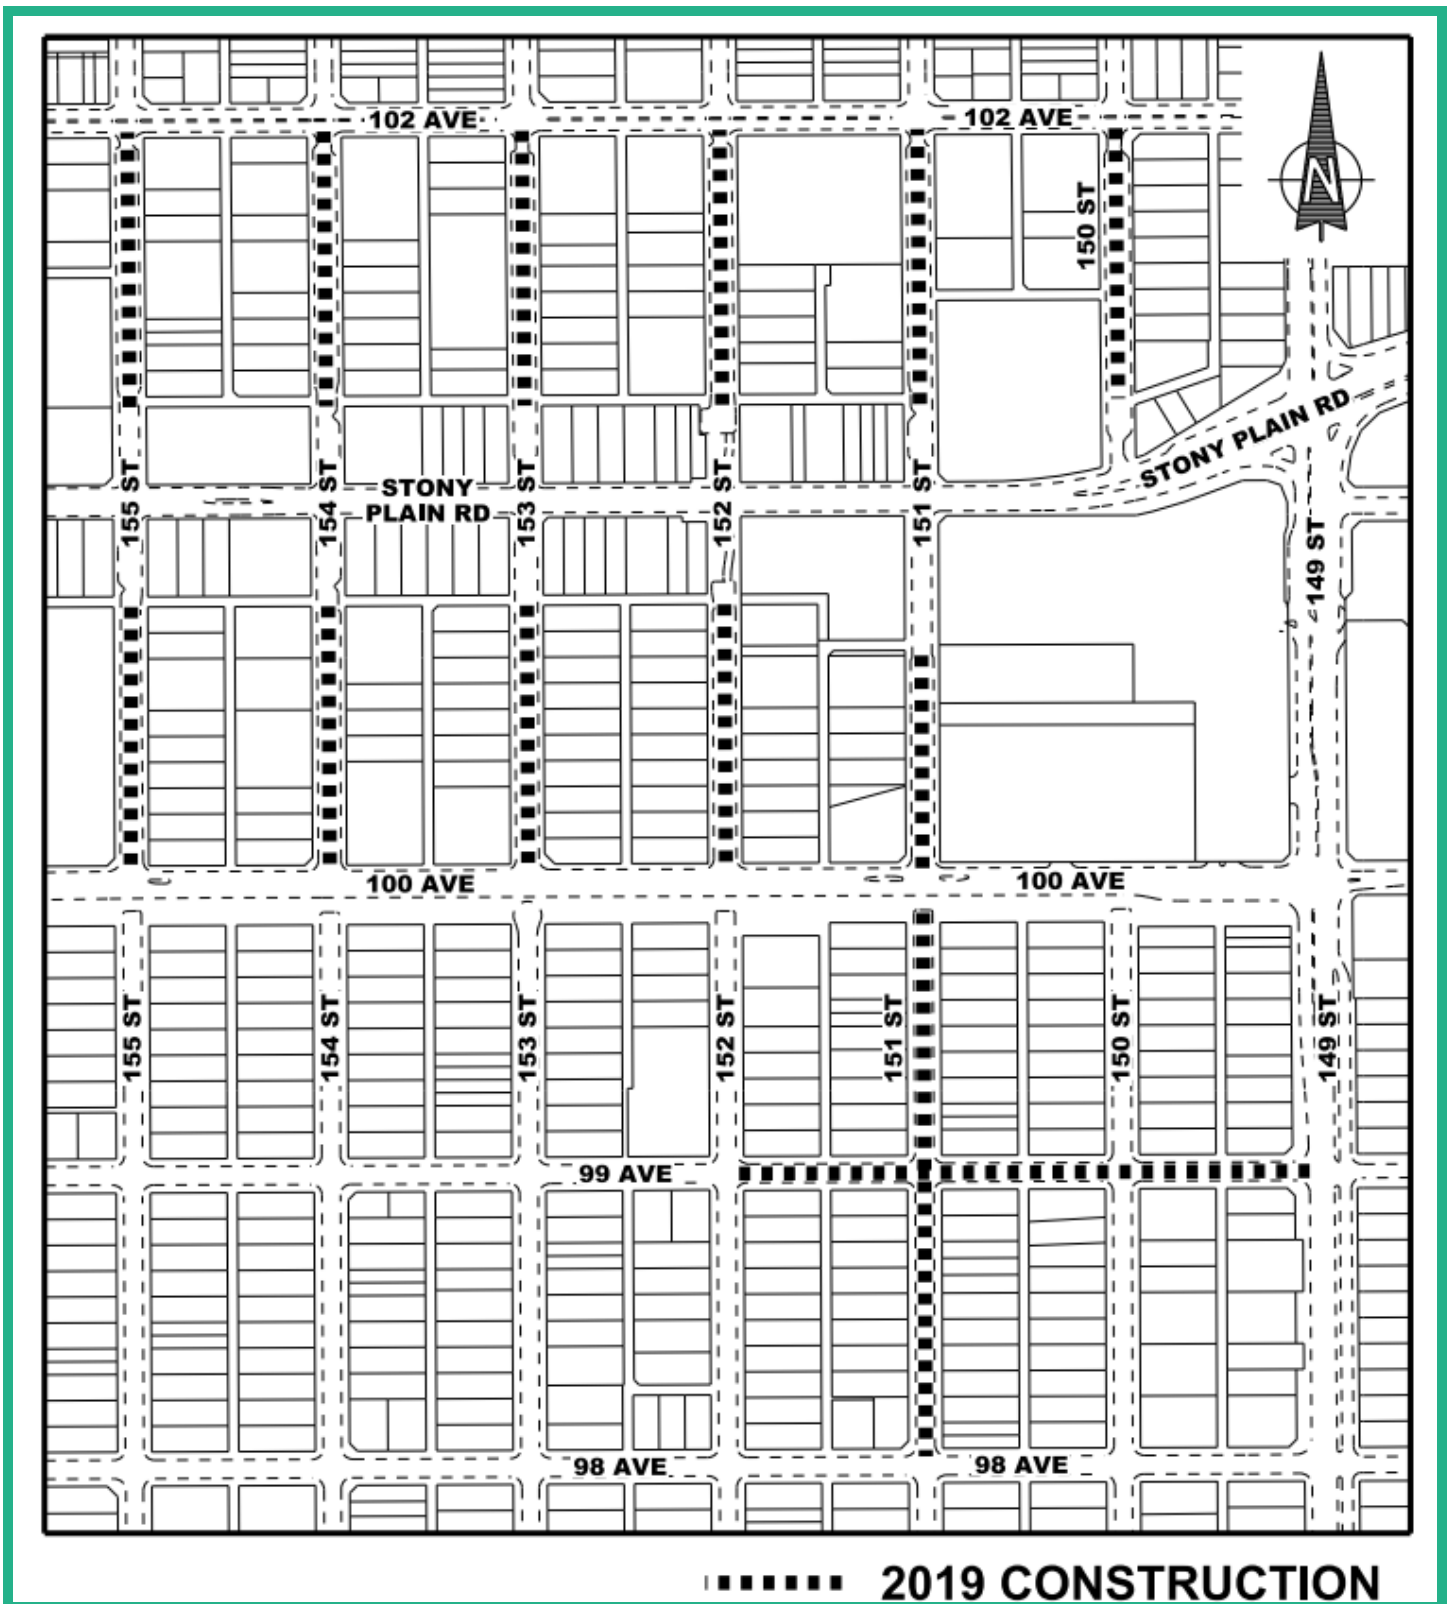 102 AVE
102 AVE
N
150 ST
STONY PLAIN RD
155 ST
154 ST
STONY
PLAIN RD
153 ST
152 ST
151 ST
149 ST
100 AVE
100 AVE
155 ST
154 ST
153 ST
152 ST
151 ST
150 ST
149 ST
99 AVE
98 AVE
98 AVE
2019 CONSTRUCTION